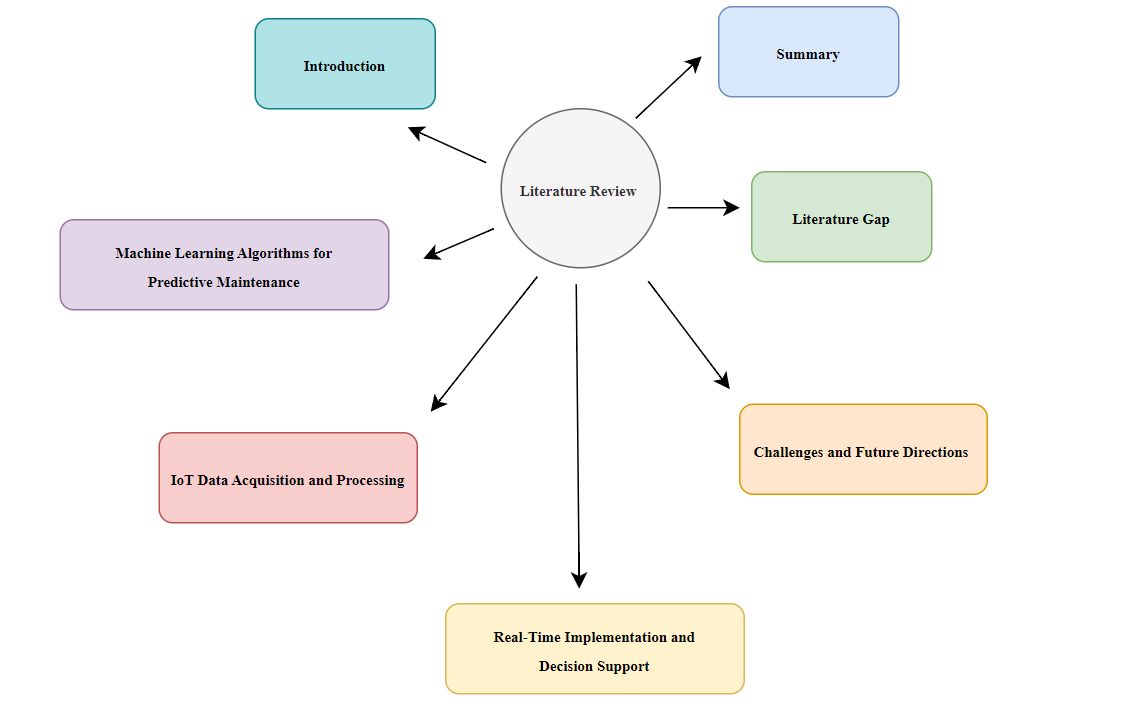 Introduction
Summary
Literature Review
Literature Gap
Machine Learning Algorithms for
Predictive Maintenance
Challenges and Future Directions
IoT Data Acquisition and Processing
Real-Time Implementation and
Decision Support